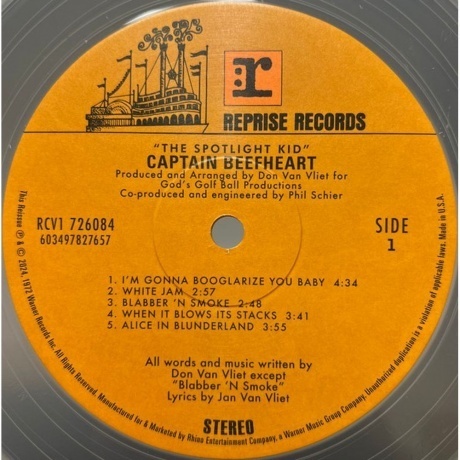 r
REPRISE RECORDS
"THE SPOTLIGHT KID"
CAPTAIN BEEFHEART
Produced and Arranged by Don Van Vliet for
God's Golf Ball Productions
Co-produced and engineered by Phil Schier
RCV1 726084
603497827657
SIDE
1
1. I'M GONNA BOOGLARIZE YOU BABY 4:34
2. WHITE JAM 2:57
3. BLABBER 'N SMOKE 2:48
4. WHEN IT BLOWS ITS STACKS 3:41
5. ALICE IN BLUNDERLAND 3:55
All words and music written by
Don Van Vliet except
"Blabber 'N Smoke"
Lyrics by Jan Van Vliet
STEREO
This Reissue ℗ & © 2024, 1972 Warner Records Inc. All Rights Reserved. Manufactured for & Marketed by Rhino Entertainment Company, a Warner Music Group Company. Unauthorized duplication is a violation of applicable laws. Made in U.S.A.